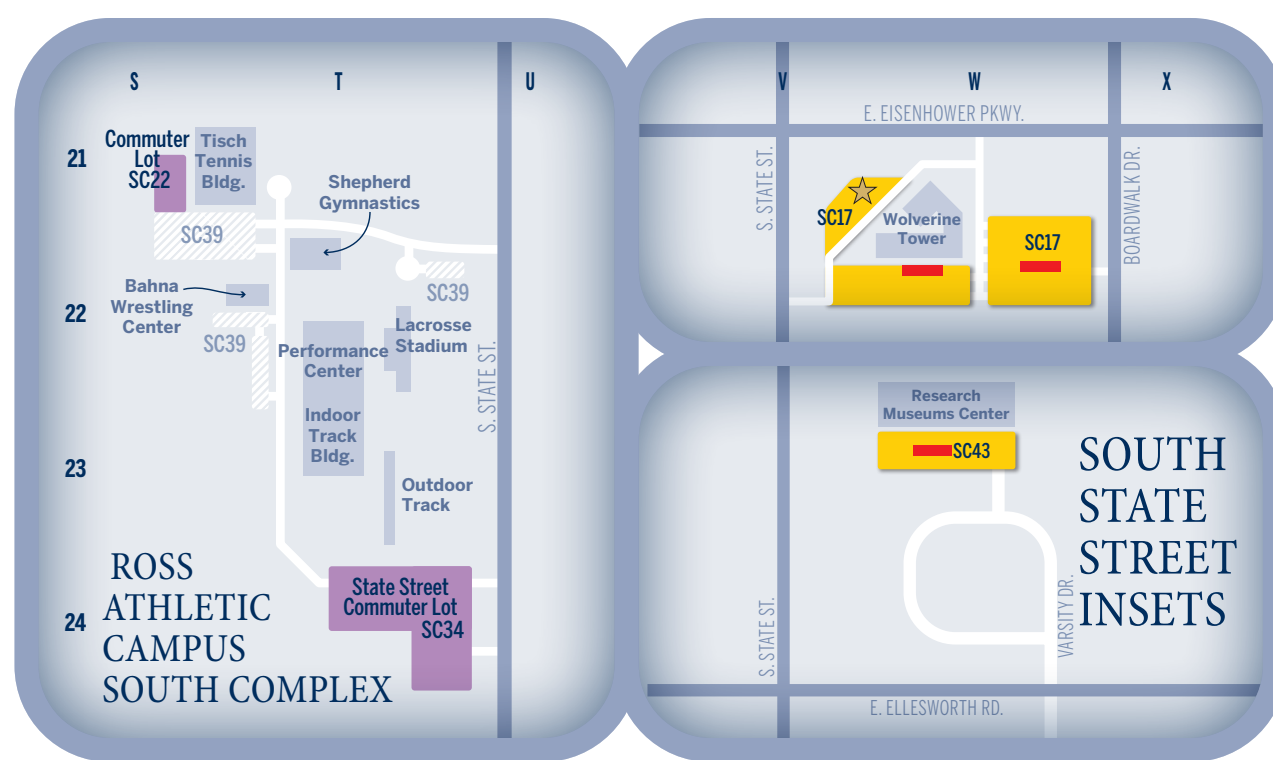 S
T
U
21
22
23
24
Commuter
Lot
SC22
Tisch
Tennis
Bldg.
SC39
Shepherd
Gymnastics
Bahna
Wrestling
Center
SC39
SC39
Lacrosse
Stadium
Performance
Center
Indoor
Track
Bldg.
S. STATE ST.
Outdoor
Track
State Street
Commuter Lot
SC34
ROSS
ATHLETIC
CAMPUS
SOUTH COMPLEX
V
W
X
E. EISENHOWER PKWY.
S. STATE ST.
BOARDWALK DR.
SC17
Wolverine
Tower
SC17
Research
Museums Center
SC43
SOUTH
STATE
STREET
INSETS
S. STATE ST.
VARSITY DR.
E. ELLESWORTH RD.